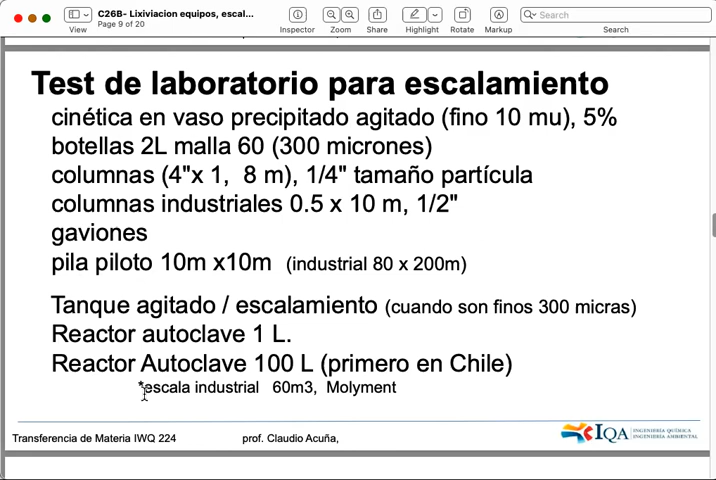 C26B- Lixiviacion equipos, escal...
Page 9 of 20
View
Inspector
Zoom
Share
Highlight
Rotate
Markup
Search
Search
Test de laboratorio para escalamiento
cinética en vaso precipitado agitado (fino 10 mu), 5%
botellas 2L malla 60 (300 micrones)
columnas (4"x 1, 8 m), 1/4" tamaño partícula
columnas industriales 0.5 x 10 m, 1/2"
gaviones
pila piloto 10m x10m (industrial 80 x 200m)
Tanque agitado / escalamiento (cuando son finos 300 micras)
Reactor autoclave 1 L.
Reactor Autoclave 100 L (primero en Chile)
*escala industrial 60m3, Molyment
Transferencia de Materia IWQ 224
prof. Claudio Acuña,
IQA
INGENIERÍA QUÍMICA
INGENIERÍA AMBIENTAL